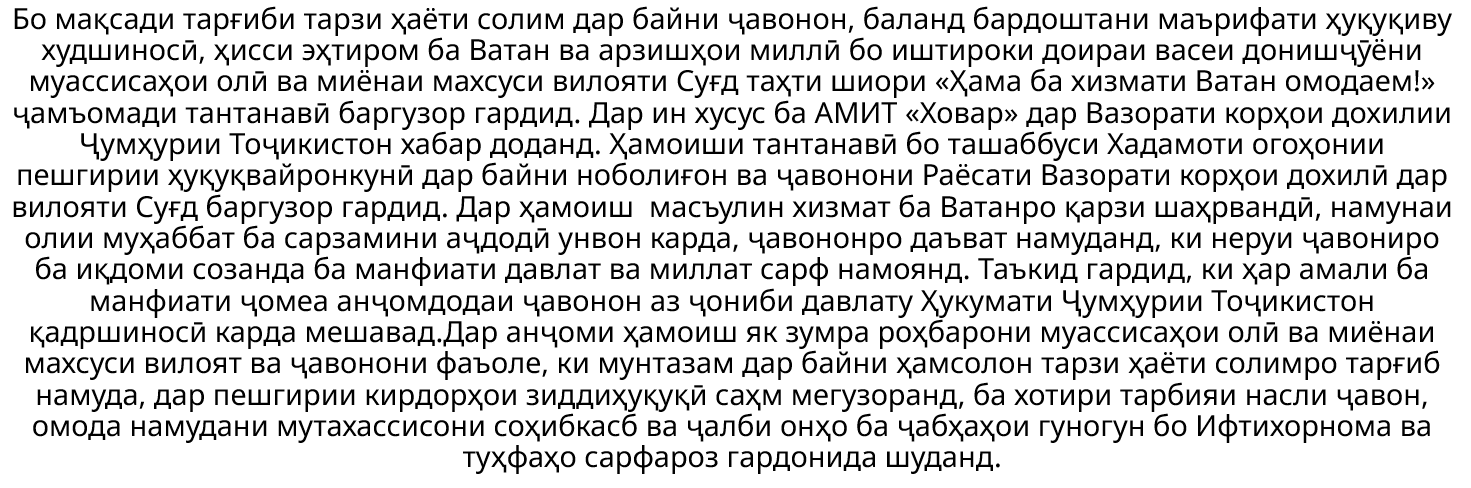 Бо мақсади тарғиби тарзи ҳаёти солим дар байни ҷавонон, баланд бардоштани маърифати ҳуқуқиву
худшиносӣ, ҳисси эҳтиром ба Ватан ва арзишҳои миллӣ бо иштироки доираи васеи донишҷӯёни
муассисаҳои олӣ ва миёнаи махсуси вилояти Суғд таҳти шиори «Ҳама ба хизмати Ватан омодаем!»
ҷамъомади тантанавӣ баргузор гардид. Дар ин хусус ба АМИТ «Ховар» дар Вазорати корҳои дохилии
Ҷумҳурии Тоҷикистон хабар доданд. Ҳамоиши тантанавӣ бо ташаббуси Хадамоти огоҳонии
пешгирии ҳуқуқвайронкунӣ дар байни ноболиғон ва ҷавонони Раёсати Вазорати корҳои дохилӣ дар
вилояти Суғд баргузор гардид. Дар ҳамоиш  масъулин хизмат ба Ватанро қарзи шаҳрвандӣ, намунаи
олии муҳаббат ба сарзамини аҷдодӣ унвон карда, ҷавононро даъват намуданд, ки неруи ҷавониро
ба иқдоми созанда ба манфиати давлат ва миллат сарф намоянд. Таъкид гардид, ки ҳар амали ба
манфиати ҷомеа анҷомдодаи ҷавонон аз ҷониби давлату Ҳукумати Ҷумҳурии Тоҷикистон
қадршиносӣ карда мешавад.Дар анҷоми ҳамоиш як зумра роҳбарони муассисаҳои олӣ ва миёнаи
махсуси вилоят ва ҷавонони фаъоле, ки мунтазам дар байни ҳамсолон тарзи ҳаёти солимро тарғиб
намуда, дар пешгирии кирдорҳои зиддиҳуқуқӣ саҳм мегузоранд, ба хотири тарбияи насли ҷавон,
омода намудани мутахассисони соҳибкасб ва ҷалби онҳо ба ҷабҳаҳои гуногун бо Ифтихорнома ва
туҳфаҳо сарфароз гардонида шуданд.